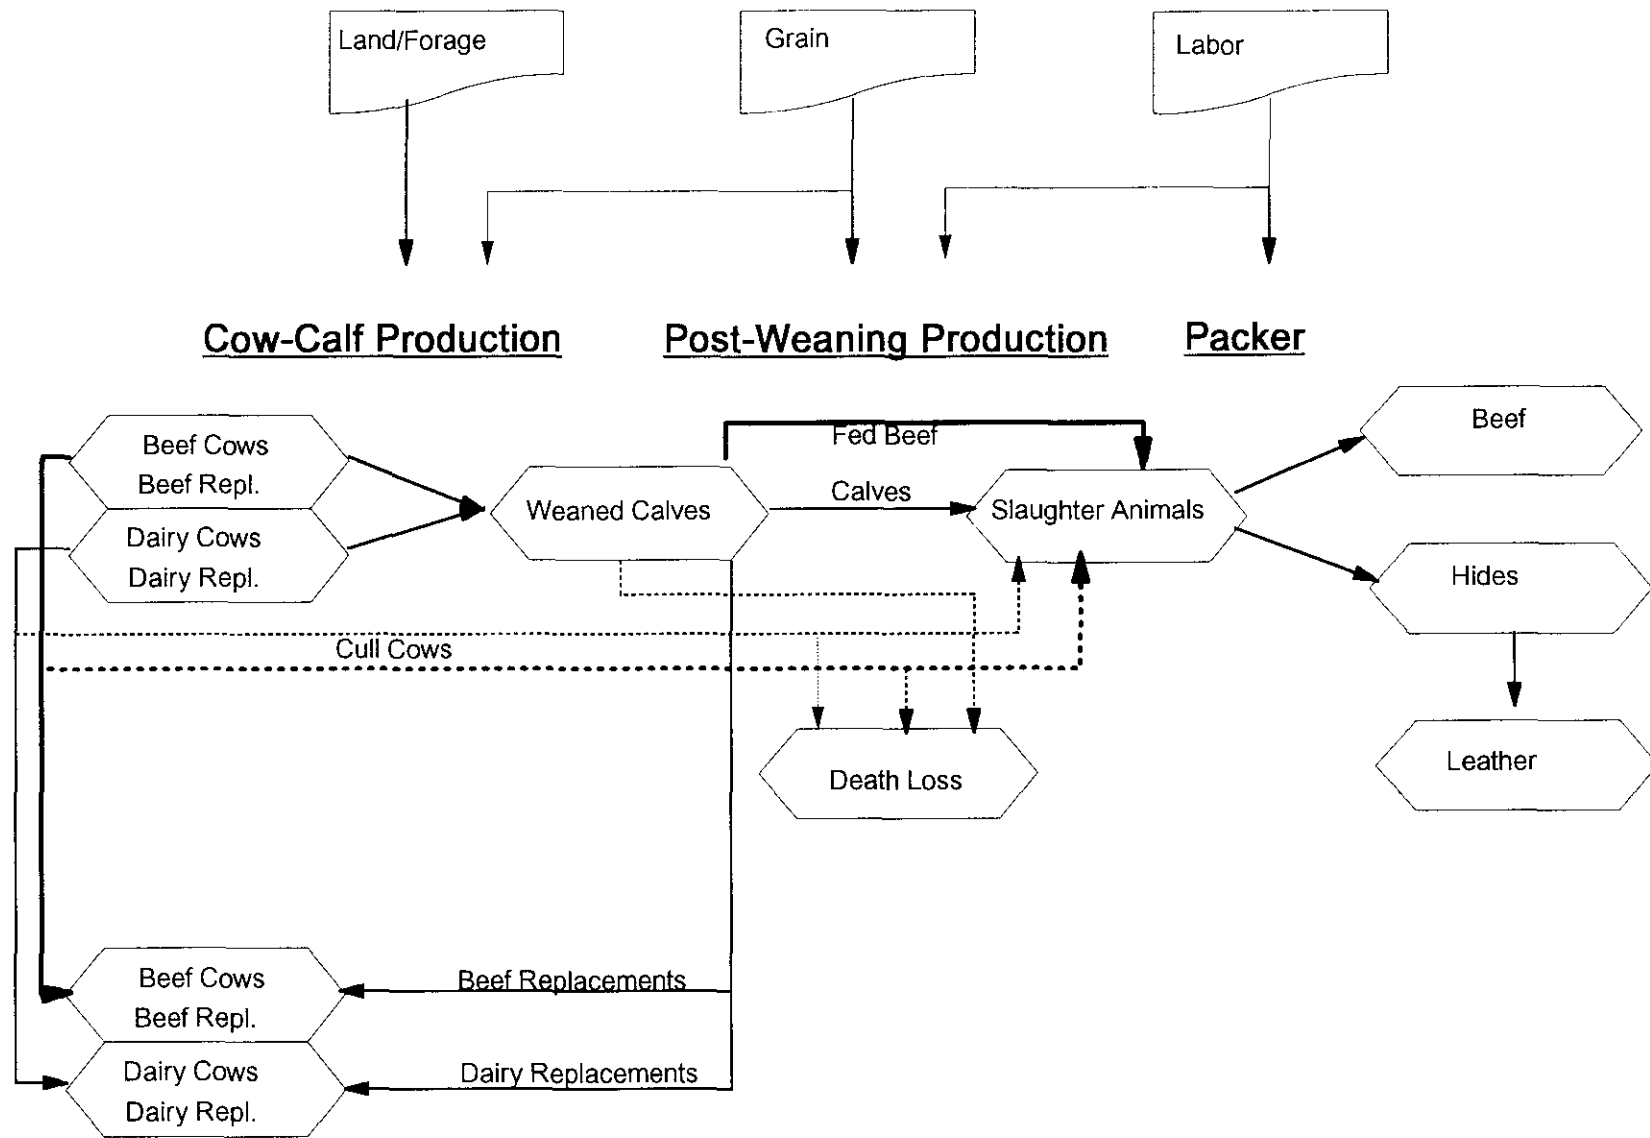 Land/Forage
Grain
Labor
Cow-Calf Production
Post-Weaning Production
Packer
Beef Cows
Beef Repl.
Dairy Cows
Dairy Repl.
Weaned Calves
Fed Beef
Calves
Slaughter Animals
Beef
Hides
Leather
Cull Cows
Death Loss
Beef Cows
Beef Repl.
Dairy Cows
Dairy Repl.
Beef Replacements
Dairy Replacements